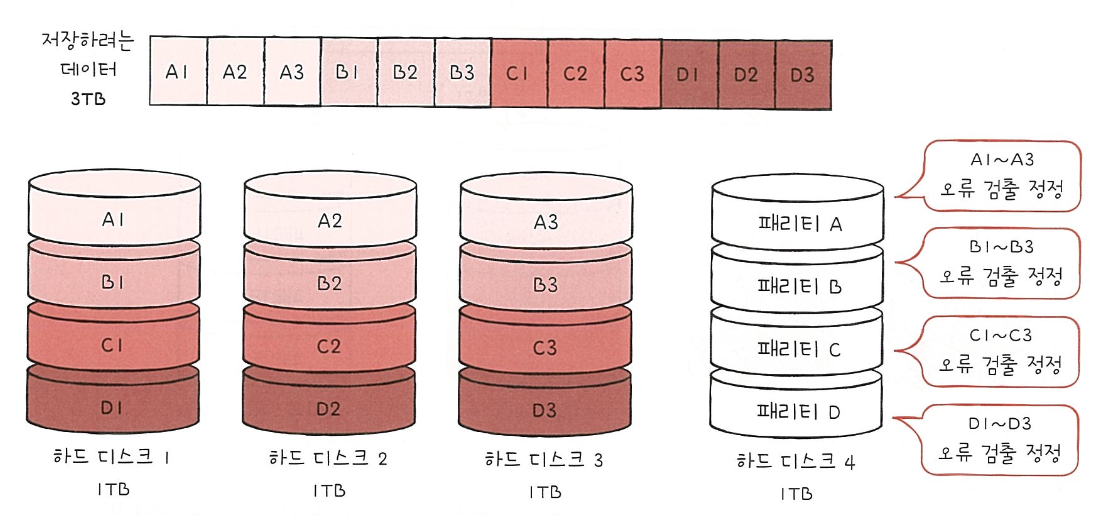 저장하려는
데이터
3TB
A1 A2 A3 B1 B2 B3 C1 C2 C3 D1 D2 D3
A1
B1
C1
D1
하드 디스크 1
1TB
A2
B2
C2
D2
하드 디스크 2
1TB
A3
B3
C3
D3
하드 디스크 3
1TB
패리티 A
패리티 B
패리티 C
패리티 D
하드 디스크 4
1TB
A1~A3
오류 검출 정정
B1~B3
오류 검출 정정
C1~C3
오류 검출 정정
D1~D3
오류 검출 정정